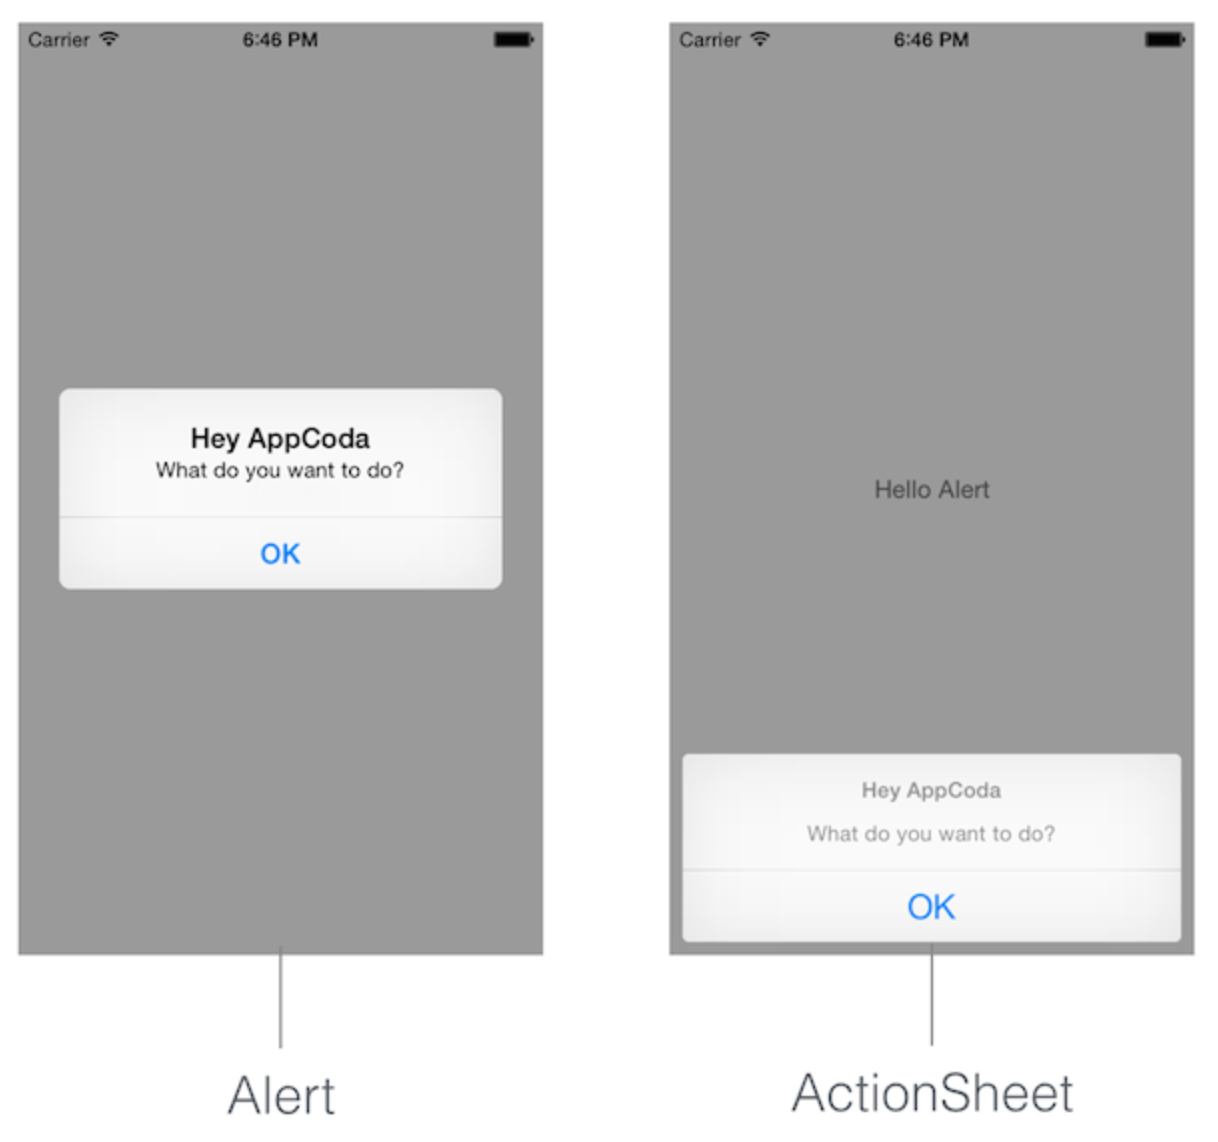 Carrier 6:46 PM
Hey AppCoda
What do you want to do?
OK
Alert
Carrier 6:46 PM
Hello Alert
Hey AppCoda
What do you want to do?
OK
ActionSheet